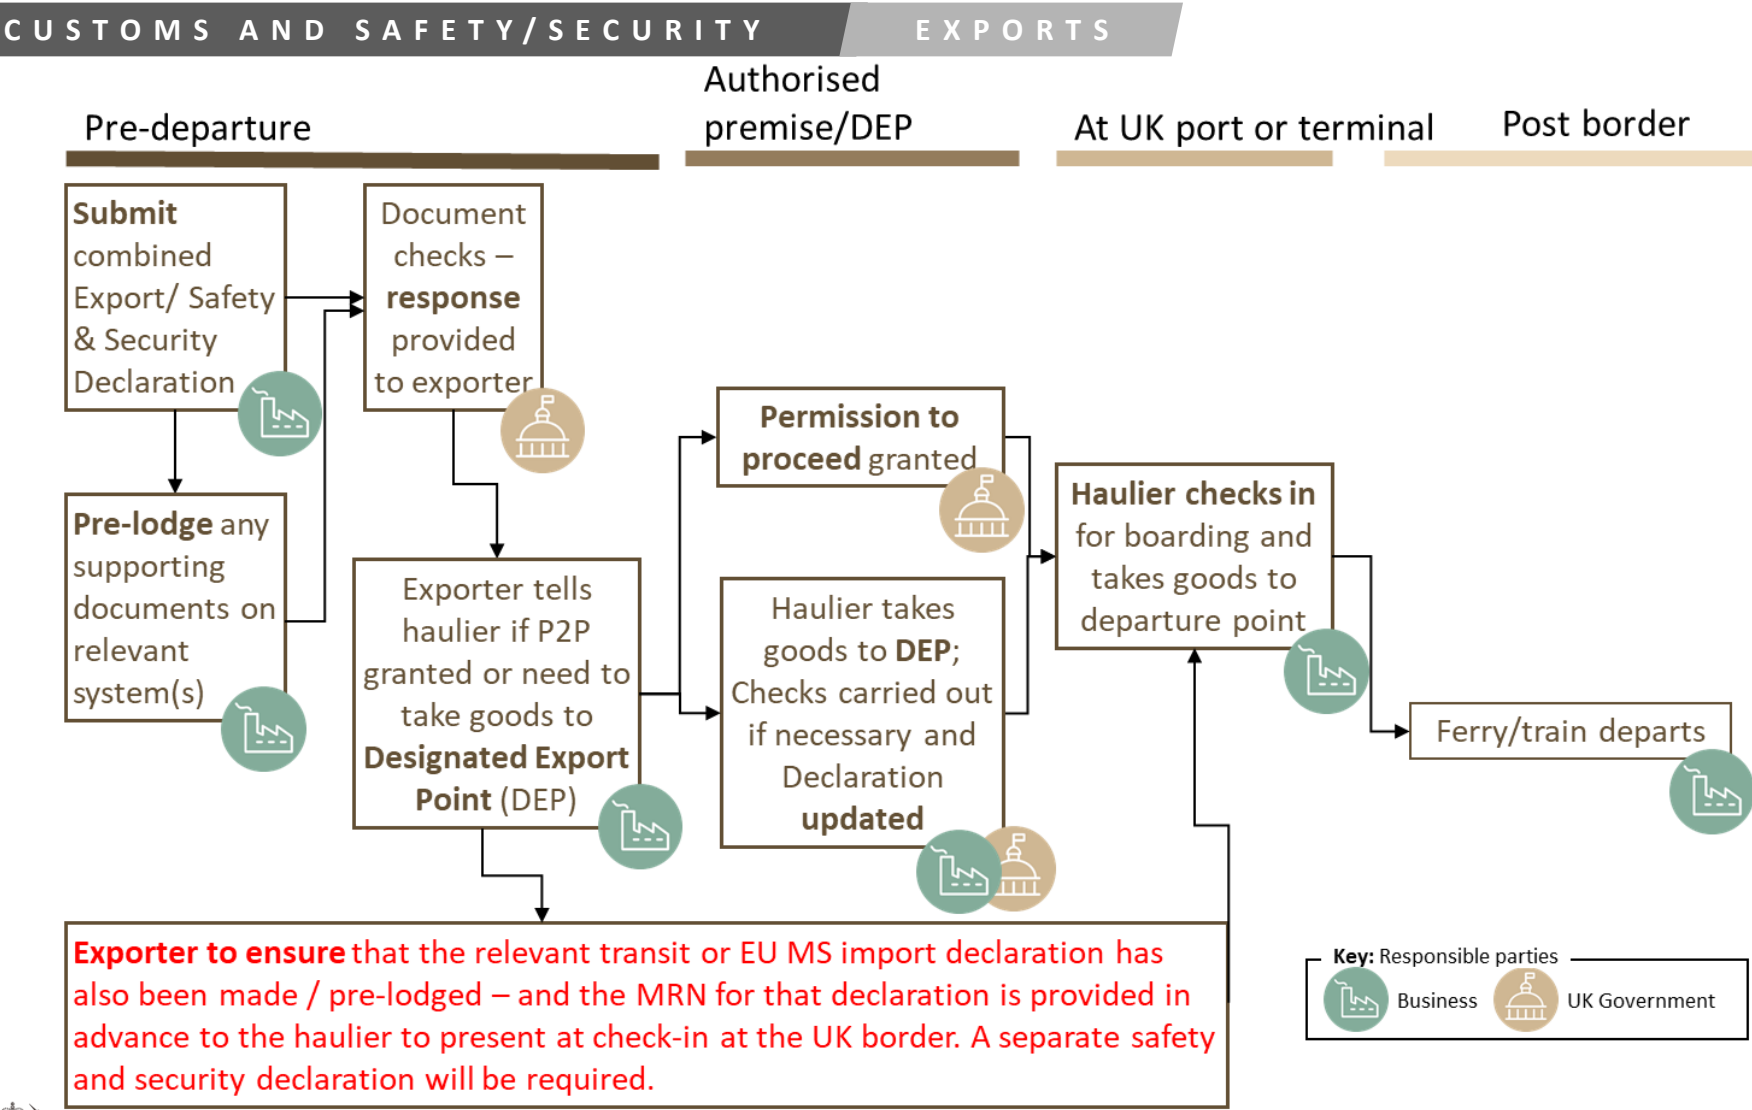 CUSTOMS AND SAFETY/SECURITY EXPORTS
Pre-departure
Authorised
premise/DEP
At UK port or terminal
Post border
Submit
combined
Export/ Safety
& Security
Declaration
Document
checks –
response
provided
to exporter
Pre-lodge any
supporting
documents on
relevant
system(s)
Exporter tells
haulier if P2P
granted or need to
take goods to
Designated Export
Point (DEP)
Permission to
proceed granted
Haulier takes
goods to DEP;
Checks carried out
if necessary and
Declaration
updated
Haulier checks in
for boarding and
takes goods to
departure point
Ferry/train departs
Exporter to ensure that the relevant transit or EU MS import declaration has
also been made / pre-lodged – and the MRN for that declaration is provided in
advance to the haulier to present at check-in at the UK border. A separate safety
and security declaration will be required.
Key: Responsible parties
Business
UK Government